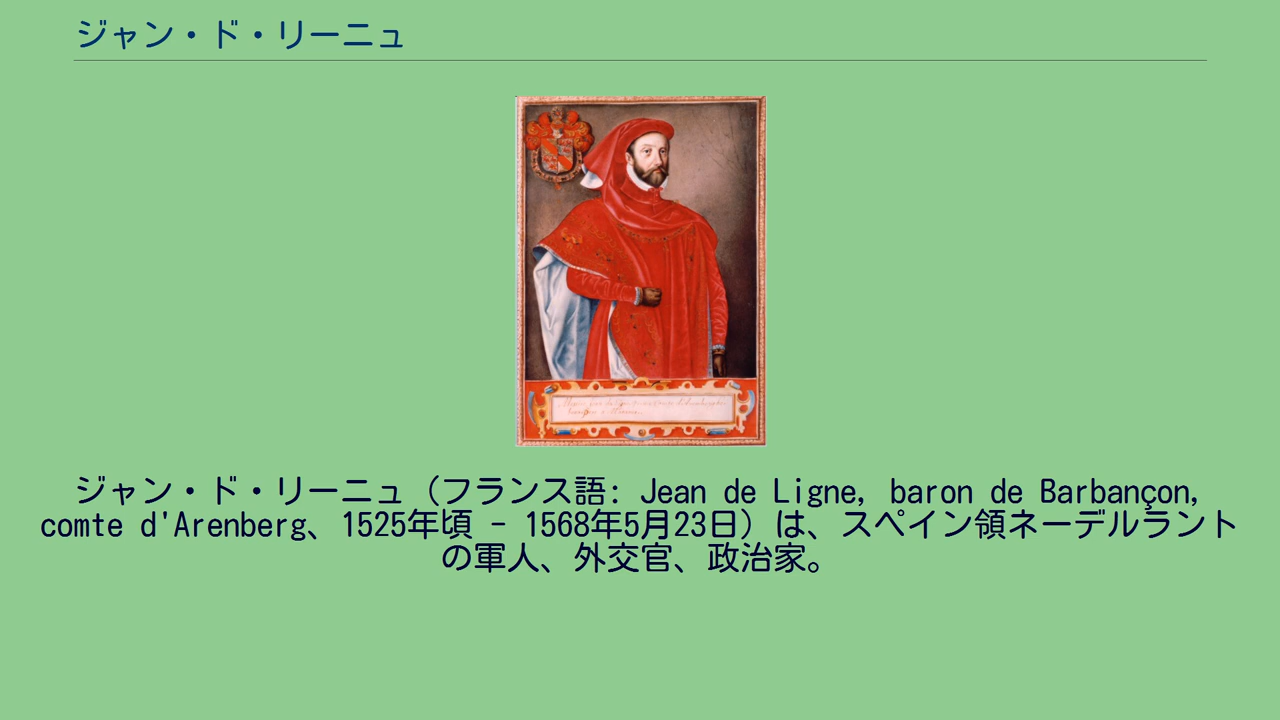 ジャン・ド・リーニュ
ジャン・ド・リーニュ（フランス語: Jean de Ligne, baron de Barbançon,
comte d'Arenberg、1525年頃 - 1568年5月23日）は、スペイン領ネーデルラント
の軍人、外交官、政治家。